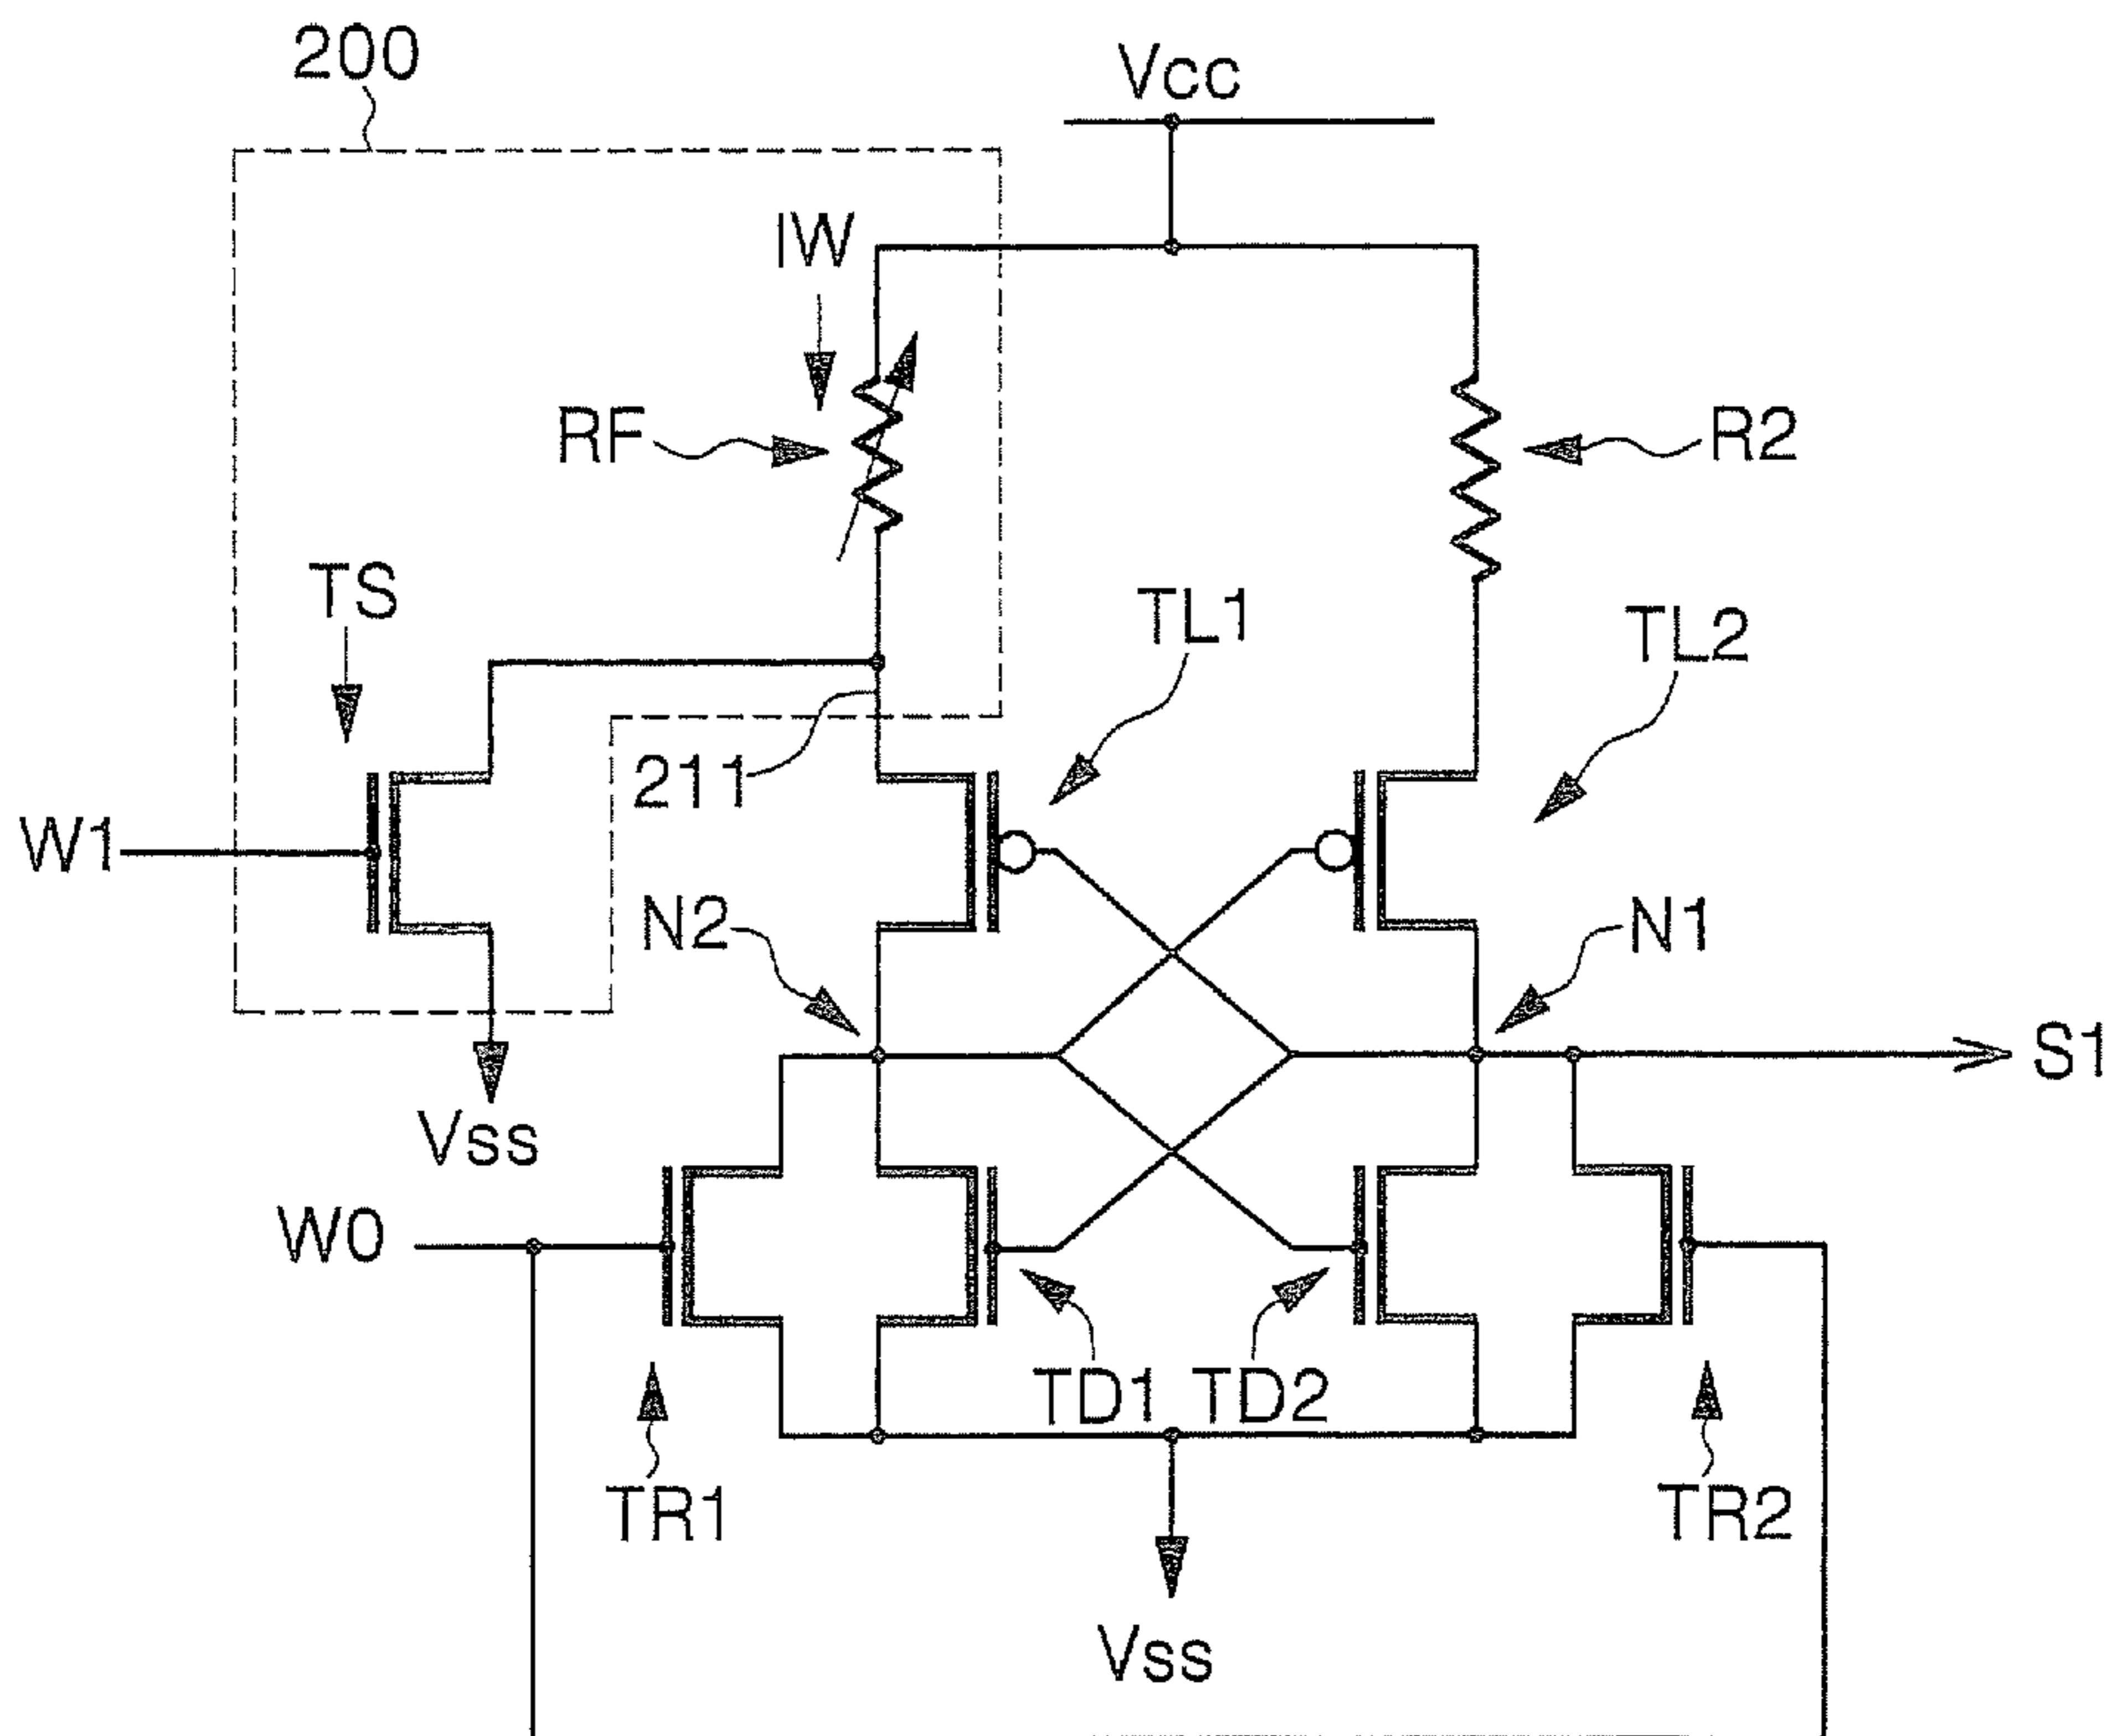 200
Vcc
IW
RF
R2
TS
TL1
TL2
211
W1
N2
N1
S1
Vss
W0
TD1
TD2
TR1
TR2
Vss